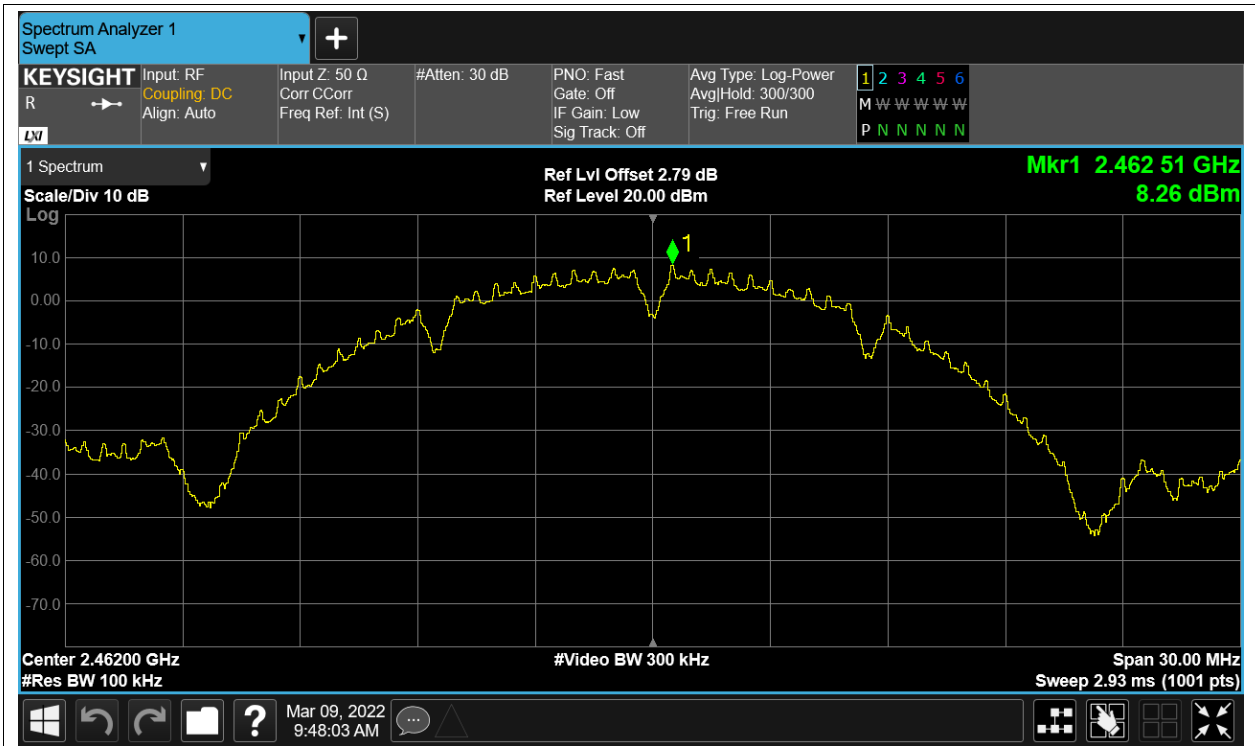 Spectrum Analyzer 1
Swept SA
KEYSIGHT
R
LXI
Input: RF
Coupling: DC
Align: Auto
Input Z: 50 Ω
Corr CCorr
Freq Ref: Int (S)
#Atten: 30 dB
PNO: Fast
Gate: Off
IF Gain: Low
Sig Track: Off
Avg Type: Log-Power
Avg|Hold: 300/300
Trig: Free Run
1 2 3 4 5 6
M W W W W W
P N N N N N
1 Spectrum
Scale/Div 10 dB
Log
Ref Lvl Offset 2.79 dB
Ref Level 20.00 dBm
Mkr1 2.462 51 GHz
8.26 dBm
1
10.0
0.00
-10.0
-20.0
-30.0
-40.0
-50.0
-60.0
-70.0
Center 2.46200 GHz
#Res BW 100 kHz
#Video BW 300 kHz
Span 30.00 MHz
Sweep 2.93 ms (1001 pts)
?
Mar 09, 2022
9:48:03 AM